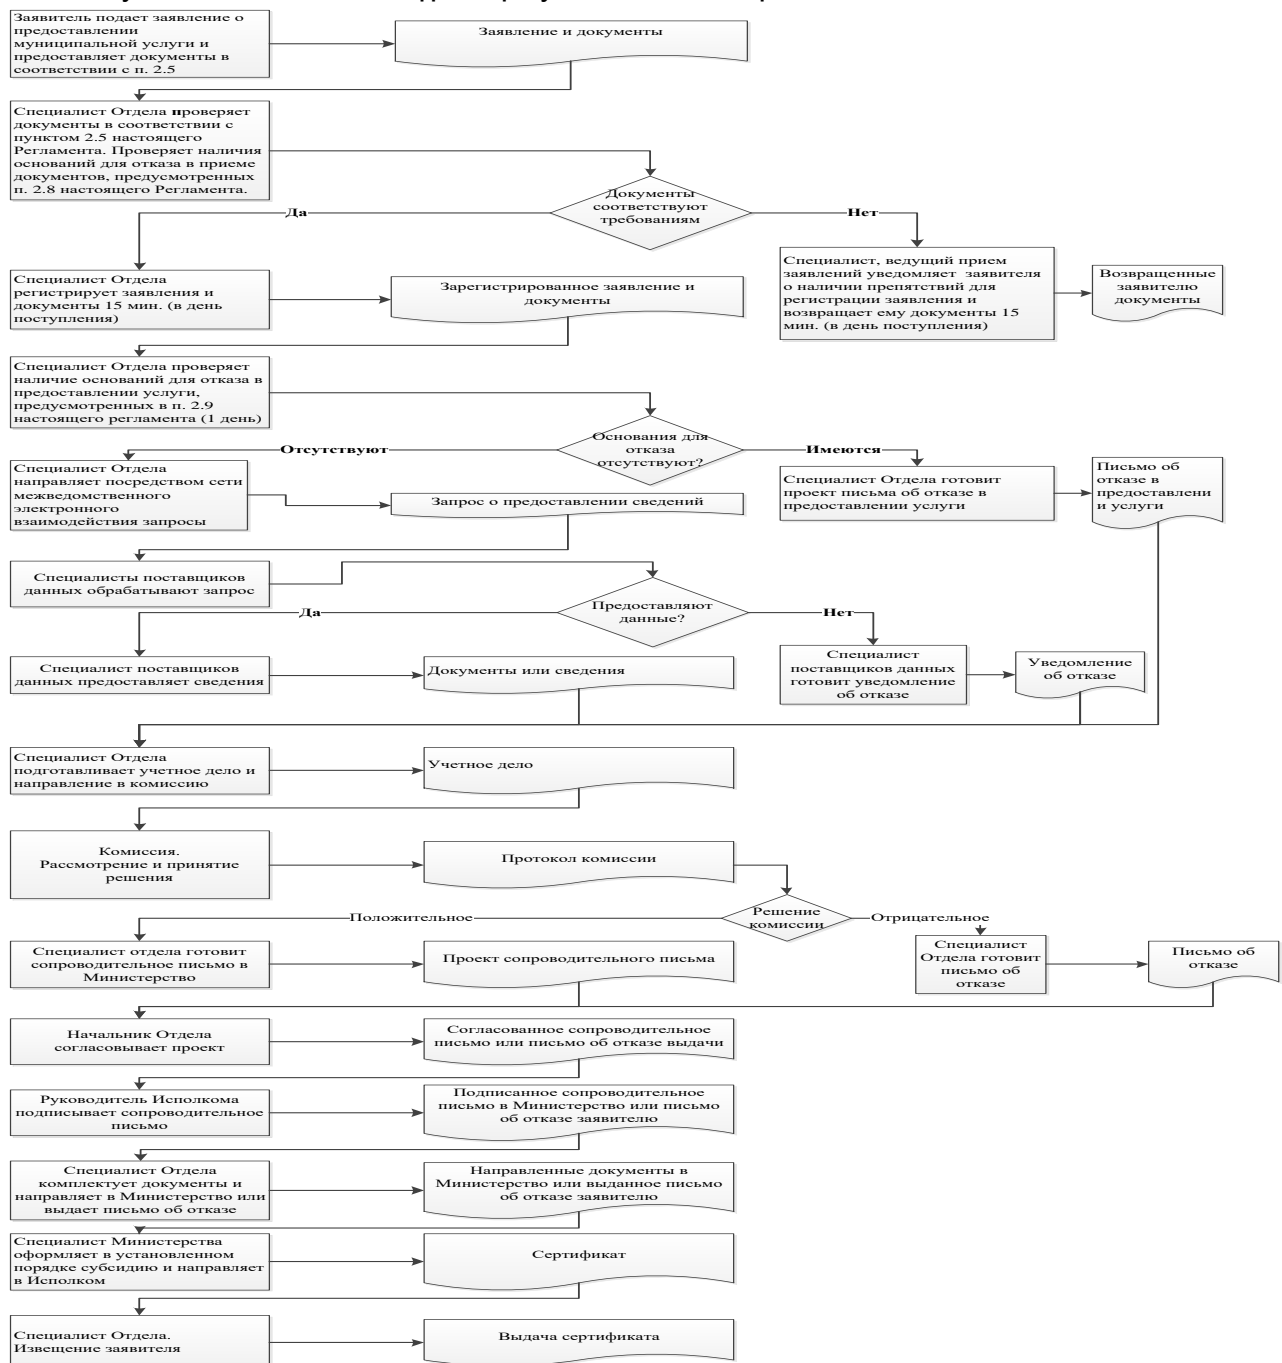 Заявитель подает заявление о
предоставлении
муниципальной услуги и
предоставляет документы в
соответствии с п. 2.5
Заявление и документы
Специалист Отдела проверяет
документы в соответствии с
пунктом 2.5 настоящего
Регламента. Проверяет наличия
оснований для отказа в приеме
документов, предусмотренных
п. 2.8 настоящего Регламента.
Документы
соответствуют
требованиям
Да
Нет
Специалист Отдела
регистрирует заявления и
документы 15 мин. (в день
поступления)
Зарегистрированное заявление и
документы
Специалист, ведущий прием
заявлений уведомляет заявителя
о наличии препятствий для
регистрации заявления и
возвращает ему документы 15
мин. (в день поступления)
Возвращенные
заявителю
документы
Специалист Отдела проверяет
наличие оснований для отказа в
предоставлении услуги,
предусмотренных в п. 2.9
настоящего регламента (1 день)
Основания для
отказа
отсутствуют?
Отсутствуют
Имеются
Специалист Отдела
направляет посредством сети
межведомственного
электронного
взаимодействия запросы
Запрос о предоставлении сведений
Специалист Отдела готовит
проект письма об отказе в
предоставлении услуги
Письмо об
отказе в
предоставлени
и услуги
Специалисты поставщиков
данных обрабатывают запрос
Предоставляют
данные?
Да
Нет
Специалист поставщиков
данных предоставляет сведения
Документы или сведения
Специалист
поставщиков данных
готовит уведомление
об отказе
Уведомление
об отказе
Специалист Отдела
подготавливает учетное дело и
направление в комиссию
Учетное дело
Комиссия.
Рассмотрение и принятие
решения
Протокол комиссии
Решение
комиссии
Положительное
Отрицательное
Специалист отдела готовит
сопроводительное письмо в
Министерство
Проект сопроводительного письма
Специалист
Отдела готовит
письмо об
отказе
Письмо об
отказе
Начальник Отдела
согласовывает проект
Согласованное сопроводительное
письмо или письмо об отказе выдачи
Руководитель Исполкома
подписывает сопроводительное
письмо
Подписанное сопроводительное
письмо в Министерство или письмо
об отказе заявителю
Специалист Отдела
комплектует документы и
направляет в Министерство или
выдает письмо об отказе
Направленные документы в
Министерство или выданное письмо
об отказе заявителю
Специалист Министерства
оформляет в установленном
порядке субсидию и направляет
в Исполком
Сертификат
Специалист Отдела.
Извещение заявителя
Выдача сертификата